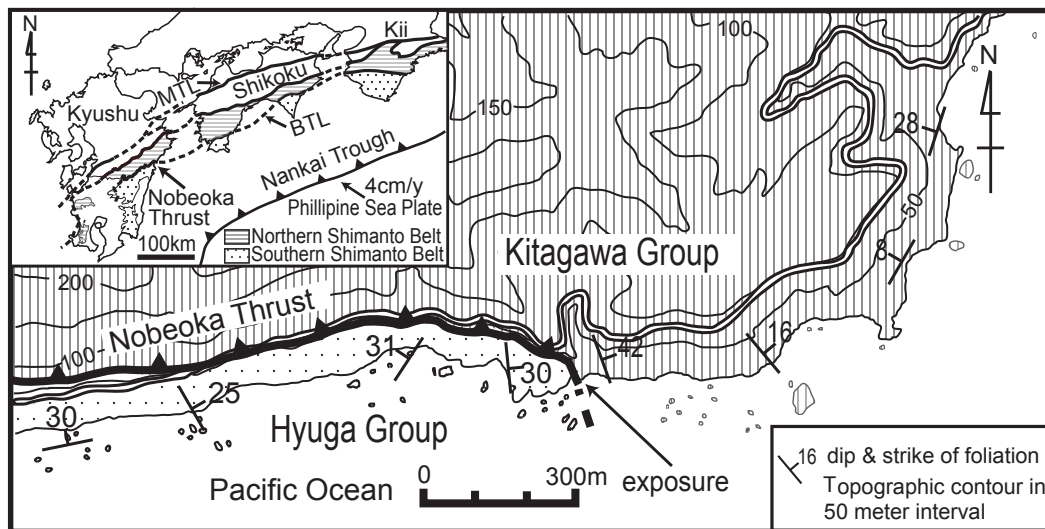 N
Kii
MTL
Shikoku
Kyushu
BTL
Nankai Trough
4cm/y
Phillipine Sea Plate
Nobeoka
Thrust
100km
Northern Shimanto Belt
Southern Shimanto Belt
100
150
N
28
50
8
Kitagawa Group
200
Nobeoka Thrust
100
16
42
31
30
25
30
Hyuga Group
exposure
0 300m
Pacific Ocean
16 dip & strike of foliation
Topographic contour in
50 meter interval